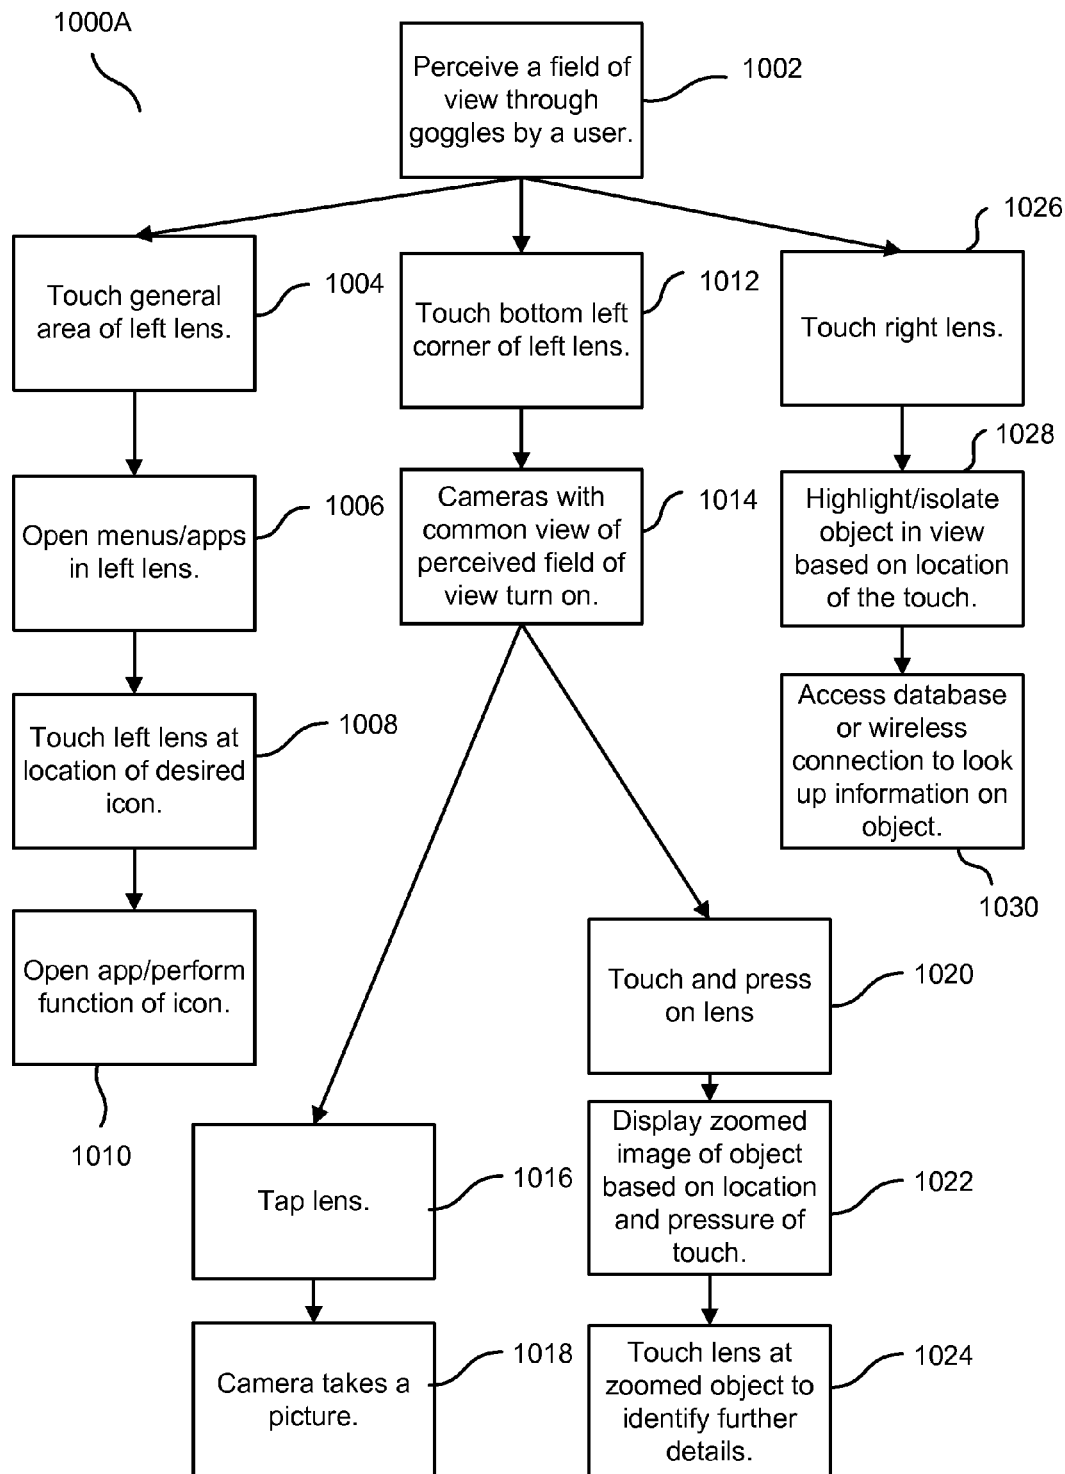 1000A
Perceive a field of
view through
goggles by a user.
1002
Touch general
area of left lens.
1004
Touch bottom left
corner of left lens.
1012
Touch right lens.
1026
Open menus/apps
in left lens.
1006
Cameras with
common view of
perceived field of
view turn on.
1014
Highlight/isolate
object in view
based on location
of the touch.
1028
Touch left lens at
location of desired
icon.
1008
Access database
or wireless
connection to look
up information on
object.
1030
Open app/perform
function of icon.
1010
Touch and press
on lens
1020
Tap lens.
1016
Display zoomed
image of object
based on location
and pressure of
touch.
1022
Camera takes a
picture.
1018
Touch lens at
zoomed object to
identify further
details.
1024